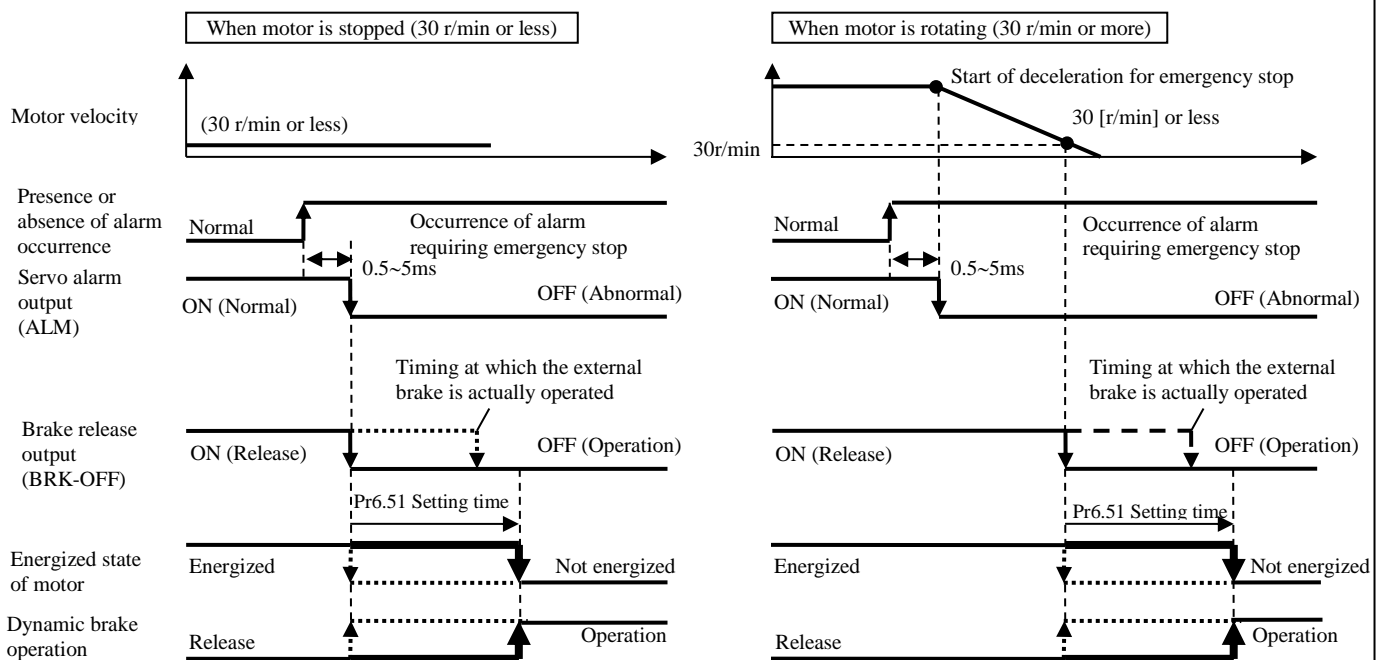 When motor is stopped (30 r/min or less)
When motor is rotating (30 r/min or more)
Motor velocity
(30 r/min or less)
Start of deceleration for emergency stop
30 [r/min] or less
30r/min
Presence or
absence of alarm
occurrence
Normal
Occurrence of alarm
requiring emergency stop
Normal
Occurrence of alarm
requiring emergency stop
0.5~5ms
0.5~5ms
Servo alarm
output
(ALM)
ON (Normal)
OFF (Abnormal)
ON (Normal)
OFF (Abnormal)
Timing at which the external
brake is actually operated
Timing at which the external
brake is actually operated
Brake release
output
(BRK-OFF)
ON (Release)
OFF (Operation)
ON (Release)
OFF (Operation)
Pr6.51 Setting time
Pr6.51 Setting time
Energized state
of motor
Energized
Not energized
Energized
Not energized
Dynamic brake
operation
Release
Operation
Release
Operation